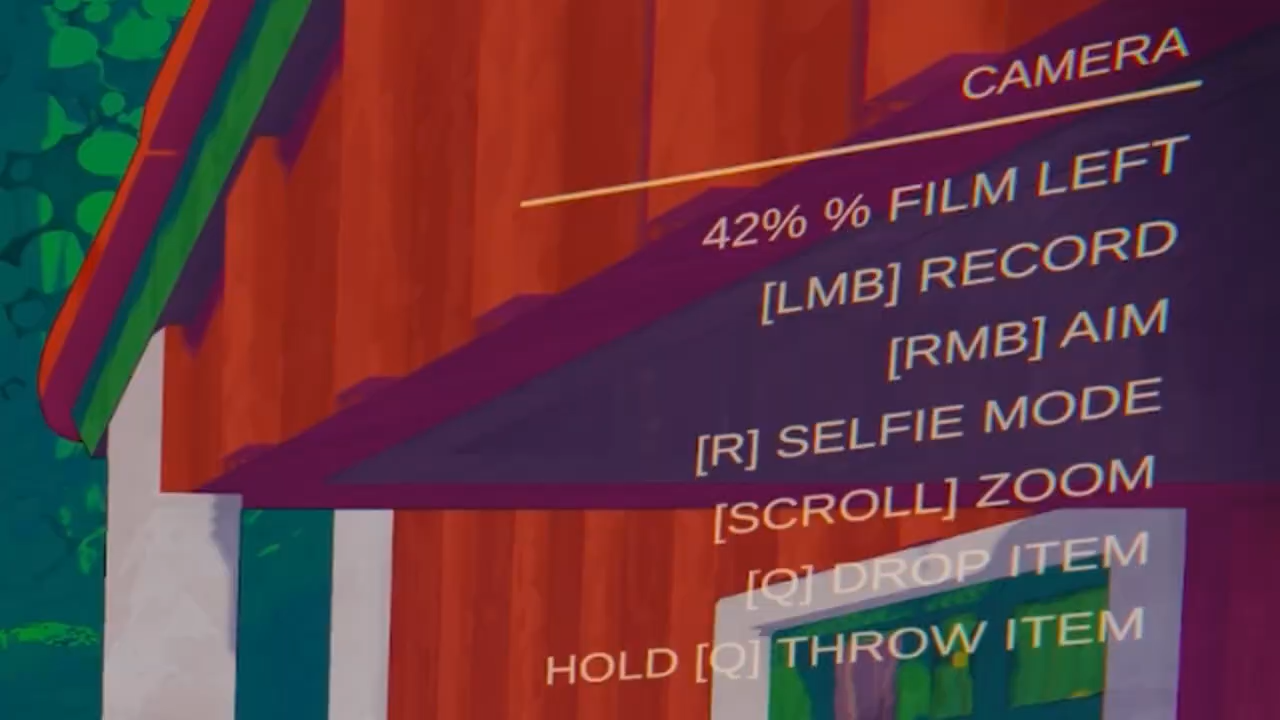 CAMERA
42% % FILM LEFT
[LMB] RECORD
[RMB] AIM
[R] SELFIE MODE
[SCROLL] ZOOM
[Q] DROP ITEM
HOLD [Q] THROW ITEM